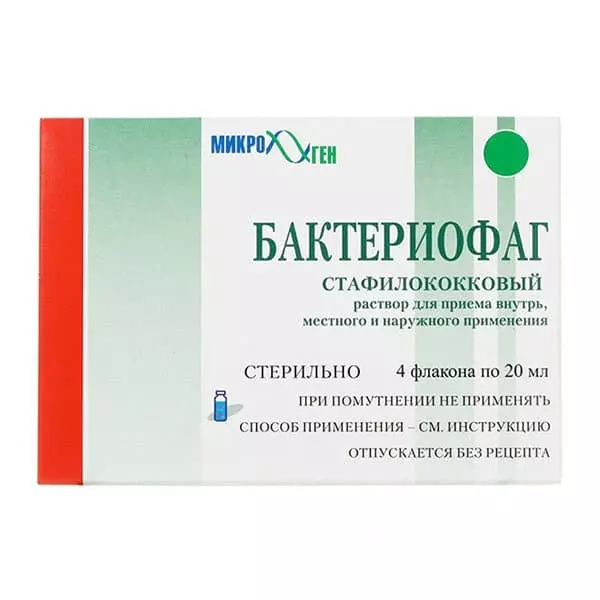 МИКРОГЕН
БАКТЕРИОФАГ
СТАФИЛОКОККОВЫЙ
раствор для приема внутрь,
местного и наружного применения
СТЕРИЛЬНО 4 флакона по 20 мл
ПРИ ПОМУТНЕНИИ НЕ ПРИМЕНЯТЬ
СПОСОБ ПРИМЕНЕНИЯ – СМ. ИНСТРУКЦИЮ
ОТПУСКАЕТСЯ БЕЗ РЕЦЕПТА